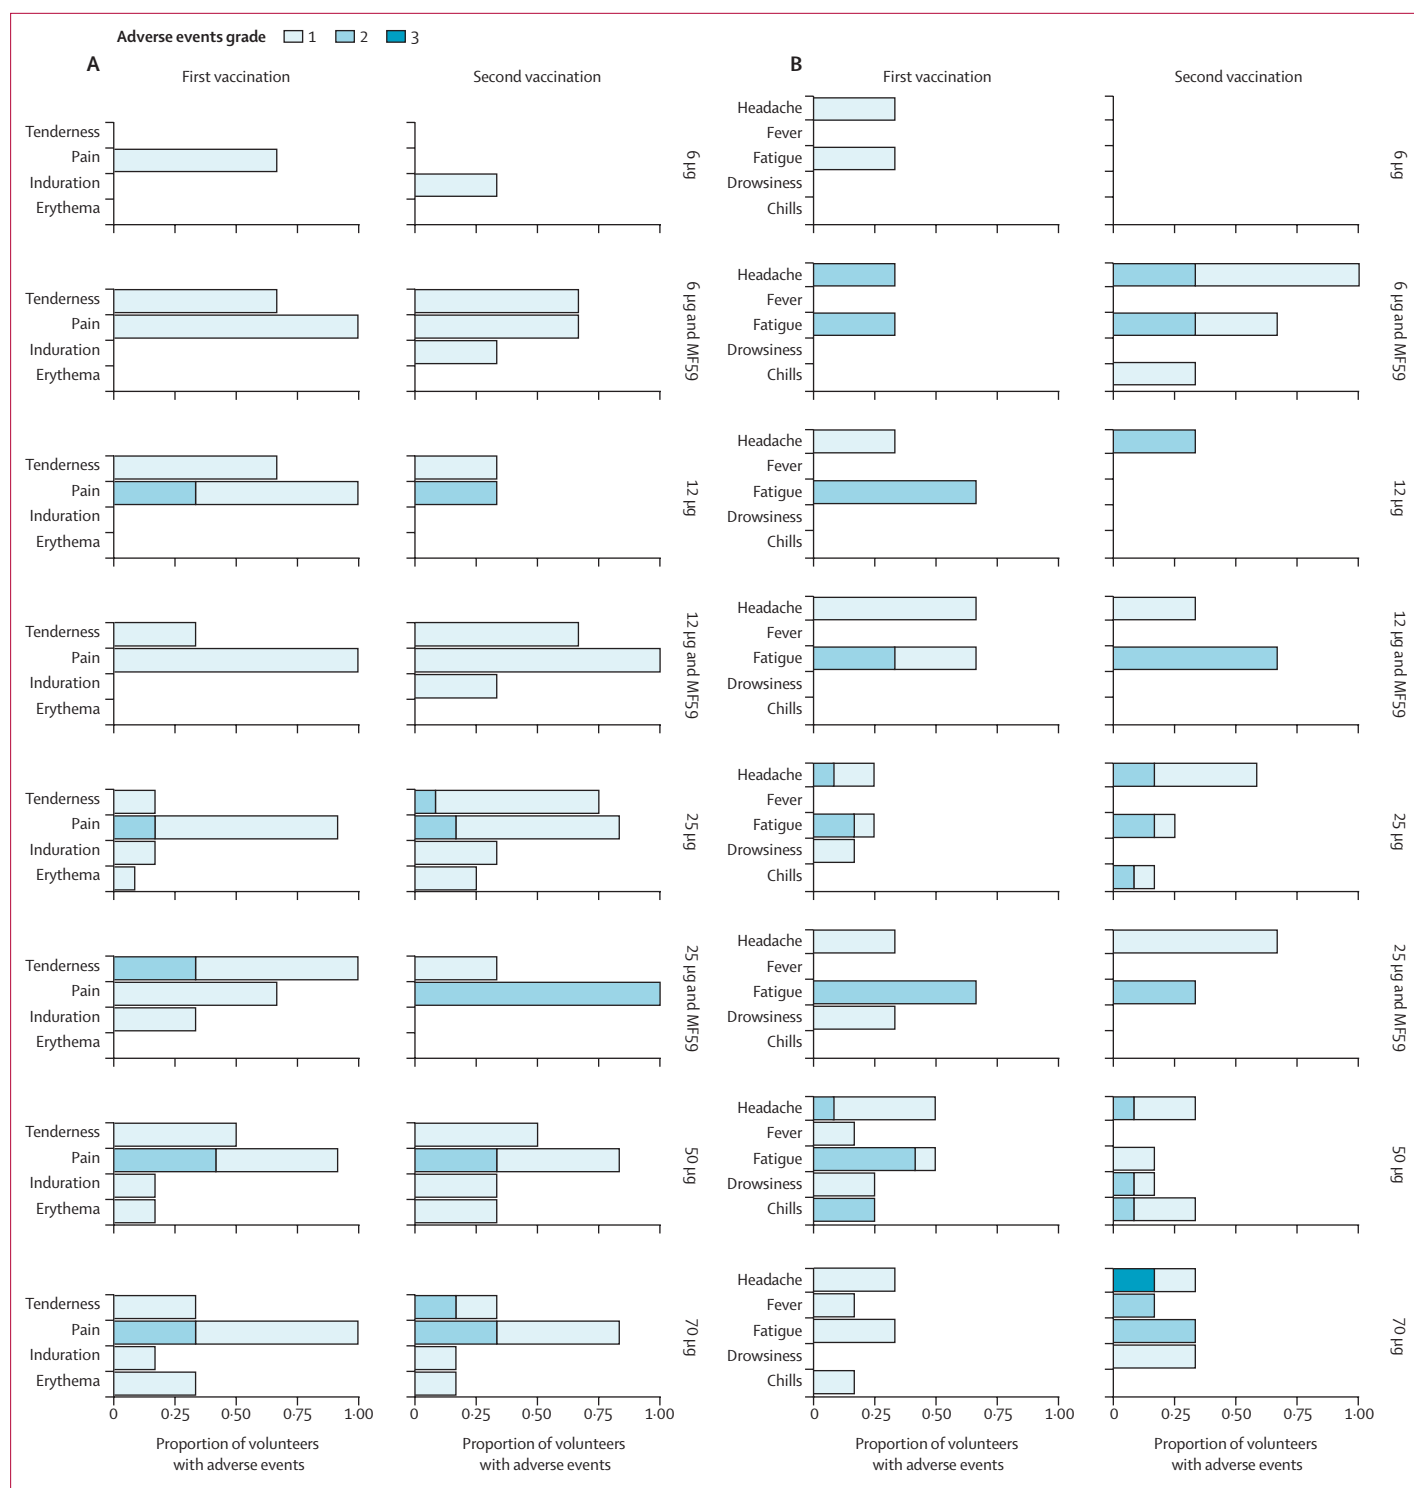 Adverse events grade 1 2 3
A
First vaccination Second vaccination
Tenderness
Pain
Induration
Erythema
6 µg
Tenderness
Pain
Induration
Erythema
6 µg and MF59
Tenderness
Pain
Induration
Erythema
12 µg
Tenderness
Pain
Induration
Erythema
12 µg and MF59
Tenderness
Pain
Induration
Erythema
25 µg
Tenderness
Pain
Induration
Erythema
25 µg and MF59
Tenderness
Pain
Induration
Erythema
50 µg
Tenderness
Pain
Induration
Erythema
70 µg
0 0·25 0·50 0·75 1·00 0 0·25 0·50 0·75 1·00
Proportion of volunteers
with adverse events
Proportion of volunteers
with adverse events
B
First vaccination Second vaccination
Headache
Fever
Fatigue
Drowsiness
Chills
6 µg
Headache
Fever
Fatigue
Drowsiness
Chills
6 µg and MF59
Headache
Fever
Fatigue
Drowsiness
Chills
12 µg
Headache
Fever
Fatigue
Drowsiness
Chills
12 µg and MF59
Headache
Fever
Fatigue
Drowsiness
Chills
25 µg
Headache
Fever
Fatigue
Drowsiness
Chills
25 µg and MF59
Headache
Fever
Fatigue
Drowsiness
Chills
50 µg
Headache
Fever
Fatigue
Drowsiness
Chills
70 µg
0 0·25 0·50 0·75 1·00 0 0·25 0·50 0·75 1·00
Proportion of volunteers
with adverse events
Proportion of volunteers
with adverse events